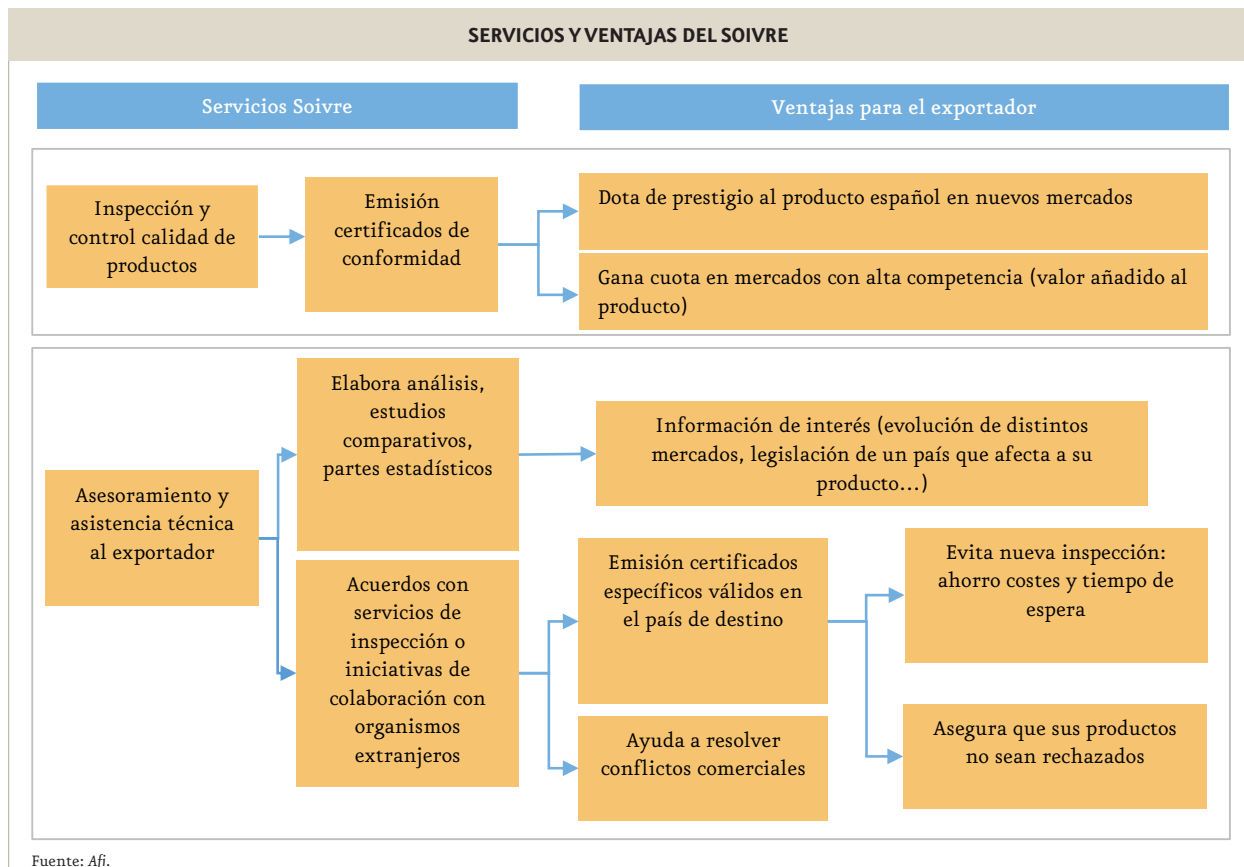 SERVICIOS Y VENTAJAS DEL SOIVRE
Servicios Soivre
Ventajas para el exportador
Inspección y
control calidad de
productos
Emisión
certificados de
conformidad
Dota de prestigio al producto español en nuevos mercados
Gana cuota en mercados con alta competencia (valor añadido al
producto)
Asesoramiento y
asistencia técnica
al exportador
Elabora análisis,
estudios
comparativos,
partes estadísticos
Información de interés (evolución de distintos
mercados, legislación de un país que afecta a su
producto…)
Acuerdos con
servicios de
inspección o
iniciativas de
colaboración con
organismos
extranjeros
Emisión certificados
específicos válidos en
el país de destino
Evita nueva inspección:
ahorro costes y tiempo de
espera
Asegura que sus productos
no sean rechazados
Ayuda a resolver
conflictos comerciales
Fuente: Afi.